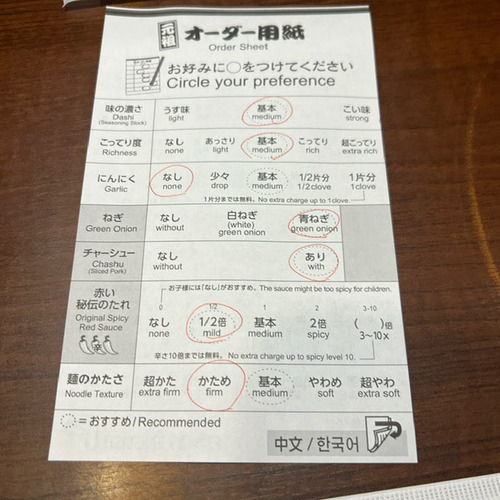 元祖 オーダー用紙
Order Sheet
お好みに○をつけてください
Circle your preference
味の濃さ うす味 基本 こい味
Dashi light medium strong
(Seasoning Stock)
こってり度 なし あっさり 基本 こってり 超こってり
Richness none light medium rich extra rich
にんにく なし 少々 基本 1/2片分 1片分
Garlic none drop medium 1/2clove 1clove
1片分までは無料。No extra charge up to 1clove.
ねぎ なし 白ねぎ 青ねぎ
Green Onion without (white) green onion green onion
チャーシュー なし あり
Chashu without with
(Sliced Pork)
お子様には「なし」がおすすめ。The sauce might be too spicy for children.
赤い 0 1/2 1 2 3-10
秘伝のたれ なし 1/2倍 基本 2倍 ( )倍
Original Spicy none mild medium spicy 3~10x
Red Sauce
辛さ10倍までは無料。No extra charge up to spicy level 10.
辛
麺のかたさ 超かた かため 基本 やわめ 超やわ
Noodle Texture extra firm firm medium soft extra soft
=おすすめ/Recommended
中文 / 한국어